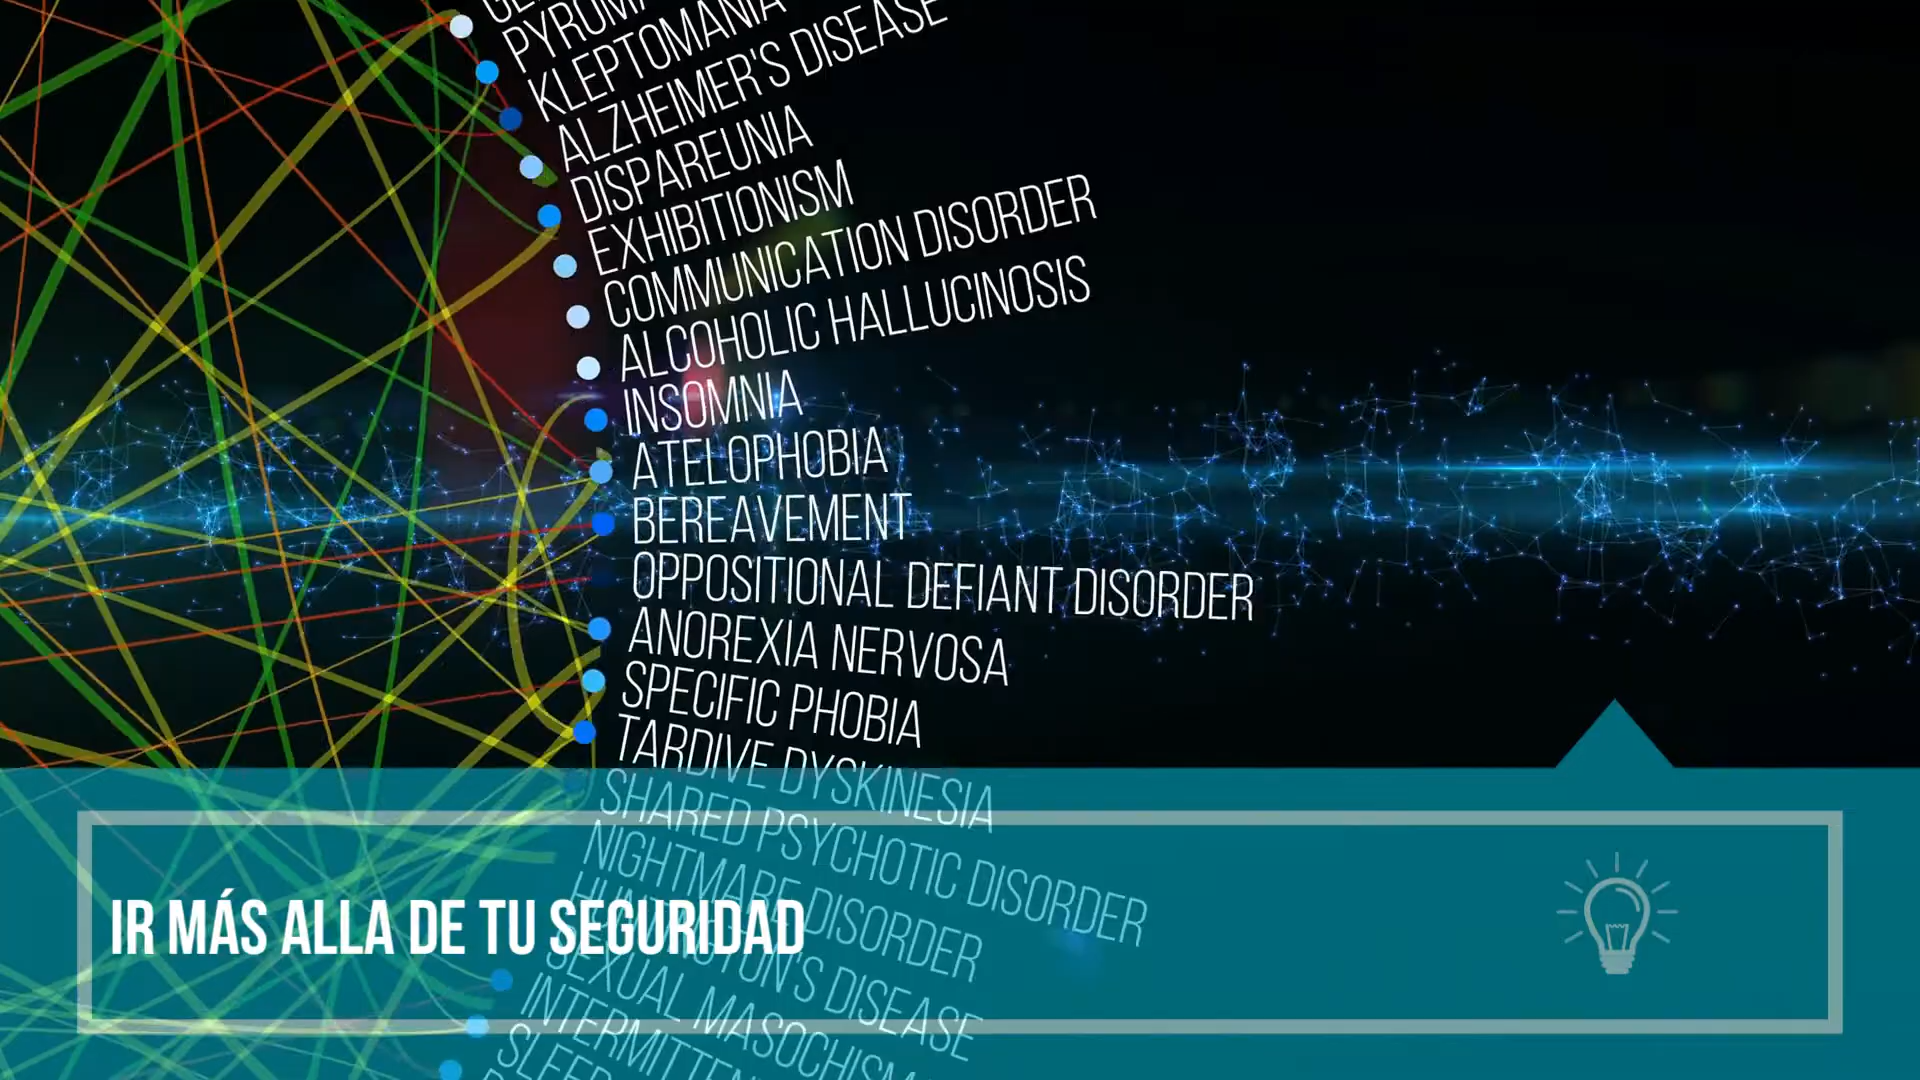 KLEPTOMANIA
ALZHEIMER'S DISEASE
DISPAREUNIA
EXHIBITIONISM
COMMUNICATION DISORDER
ALCOHOLIC HALLUCINOSIS
INSOMNIA
ATELOPHOBIA
BEREAVEMENT
OPPOSITIONAL DEFIANT DISORDER
ANOREXIA NERVOSA
SPECIFIC PHOBIA
TARDIVE DYSKINESIA
SHARED PSYCHOTIC DISORDER
NIGHTMARE DISORDER
HUNTINGTON'S DISEASE
SEXUAL MASOCHISM
IR MÁS ALLA DE TU SEGURIDAD